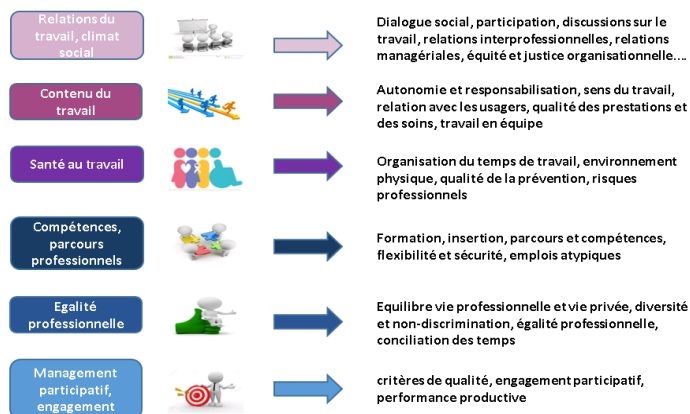 Relations du
travail, climat
social
Dialogue social, participation, discussions sur le
travail, relations interprofessionnelles, relations
managériales, équité et justice organisationnelle....
Contenu du
travail
Autonomie et responsabilisation, sens du travail,
relation avec les usagers, qualité des prestations et
des soins, travail en équipe
Santé au travail
Organisation du temps de travail, environnement
physique, qualité de la prévention, risques
professionnels
Compétences,
parcours
professionnels
Formation, insertion, parcours et compétences,
flexibilité et sécurité, emplois atypiques
Egalité
professionnelle
Equilibre vie professionnelle et vie privée, diversité
et non-discrimination, égalité professionnelle,
conciliation des temps
Management
participatif,
engagement
critères de qualité, engagement participatif,
performance productive